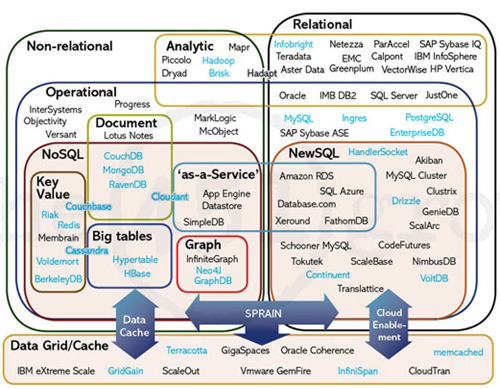 Relational
Non-relational
Analytic
Mapr
Piccolo
Hadoop
Dryad
Brisk
Hadapt
Infobright
Netezza
ParAccel
SAP Sybase IQ
Teradata
EMC
Calpont
IBM InfoSphere
Aster Data
Greenplum
VectorWise
HP Vertica
Operational
Oracle
IMB DB2
SQL Server
JustOne
InterSystems
Progress
Objectivity
Versant
Document
Lotus Notes
MarkLogic
McObject
MySQL
Ingres
PostgreSQL
SAP Sybase ASE
EnterpriseDB
NoSQL
CouchDB
MongoDB
RavenDB
'as-a-Service'
NewSQL
HandlerSocket
Akiban
Key
Value
Couchbase
Cloudant
App Engine
Datastore
SimpleDB
Amazon RDS
SQL Azure
Database.com
Xeround
FathomDB
MySQL Cluster
Clustrix
Drizzle
GenieDB
ScalArc
Riak
Redis
Membrain
Cassandra
Voldemort
BerkeleyDB
Big tables
Hypertable
HBase
Graph
InfiniteGraph
Neo4J
GraphDB
Schooner MySQL
CodeFutures
Tokutek
ScaleBase
NimbusDB
Continuent
VoltDB
Translattice
Data
Cache
SPRAIN
Cloud
Enable-
ment
Data Grid/Cache
Terracotta
GigaSpaces
Oracle Coherence
memcached
IBM eXtreme Scale
GridGain
ScaleOut
Vmware GemFire
InfiniSpan
CloudTran